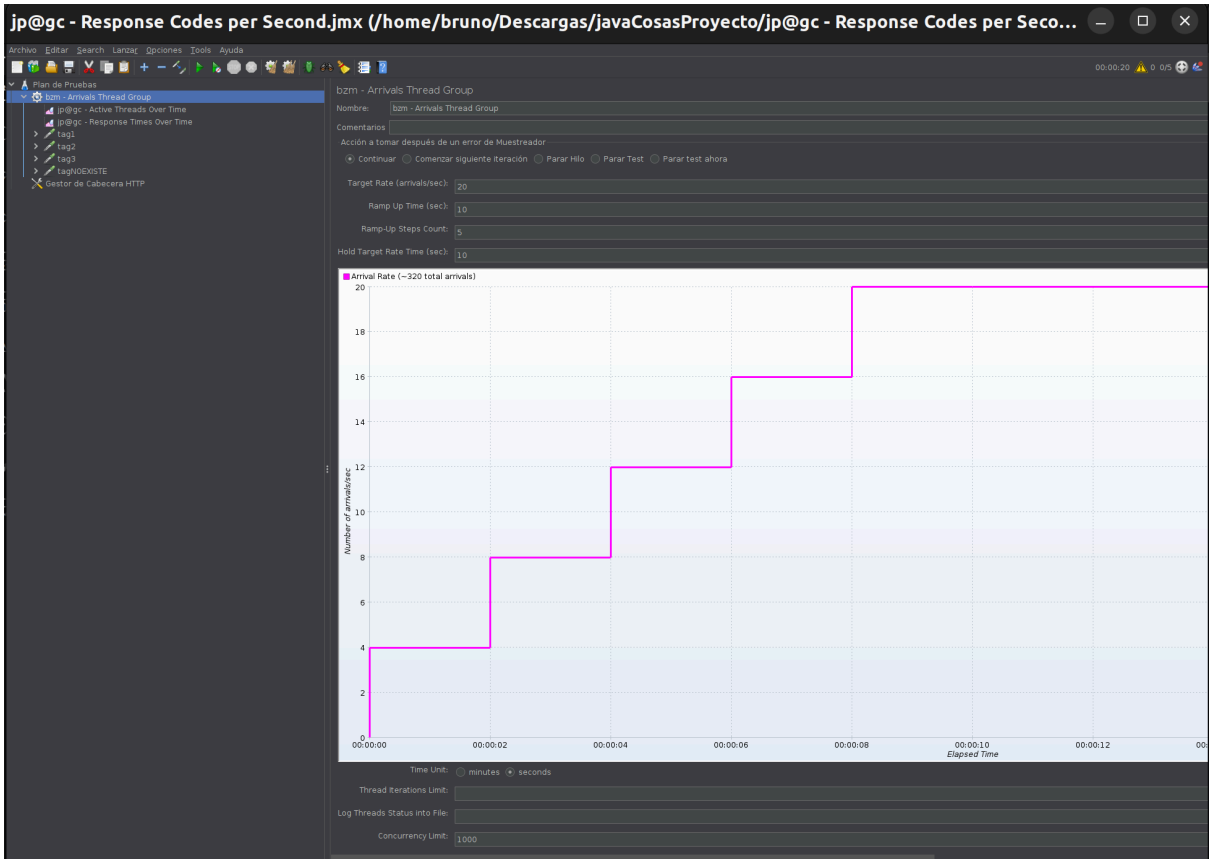 jp@gc - Response Codes per Second.jmx (/home/bruno/Descargas/javaCosasProyecto/jp@gc - Response Codes per Seco...
Archivo Editar Search Lanzar Opciones Tools Ayuda
00:00:20 0 0/5
Plan de Pruebas
bzm - Arrivals Thread Group
jp@gc - Active Threads Over Time
jp@gc - Response Times Over Time
tag1
tag2
tag3
tagNOEXISTE
Gestor de Cabecera HTTP
bzm - Arrivals Thread Group
Nombre: bzm - Arrivals Thread Group
Comentarios
Acción a tomar después de un error de Muestreador
Continuar Comenzar siguiente iteración Parar Hilo Parar Test Parar test ahora
Target Rate (arrivals/sec): 20
Ramp Up Time (sec): 10
Ramp-Up Steps Count: 5
Hold Target Rate Time (sec): 10
Arrival Rate (~320 total arrivals)
20
18
16
14
12
10
8
6
4
2
0
Number of arrivals/sec
00:00:00 00:00:02 00:00:04 00:00:06 00:00:08 00:00:10 00:00:12 00:
Elapsed Time
Time Unit: minutes seconds
Thread Iterations Limit:
Log Threads Status into File:
Concurrency Limit: 1000